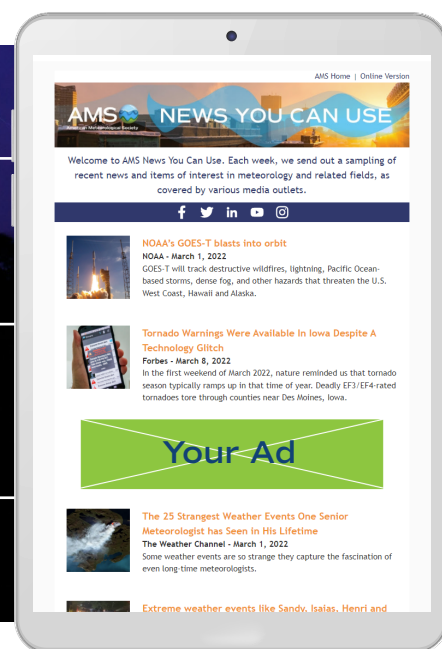 AMS Home | Online Version
AMS NEWS YOU CAN USE
American Meteorological Society
Welcome to AMS News You Can Use. Each week, we send out a sampling of
recent news and items of interest in meteorology and related fields, as
covered by various media outlets.
NOAA's GOES-T blasts into orbit
NOAA - March 1, 2022
GOES-T will track destructive wildfires, lightning, Pacific Ocean-
based storms, dense fog, and other hazards that threaten the U.S.
West Coast, Hawaii and Alaska.
Tornado Warnings Were Available In Iowa Despite A
Technology Glitch
Forbes - March 8, 2022
In the first weekend of March 2022, nature reminded us that tornado
season typically ramps up in that time of year. Deadly EF3/EF4-rated
tornadoes tore through counties near Des Moines, Iowa.
Your Ad
The 25 Strangest Weather Events One Senior
Meteorologist has Seen in His Lifetime
The Weather Channel - March 1, 2022
Some weather events are so strange they capture the fascination of
even long-time meteorologists.
Extreme weather events like Sandy, Isaias, Henri and